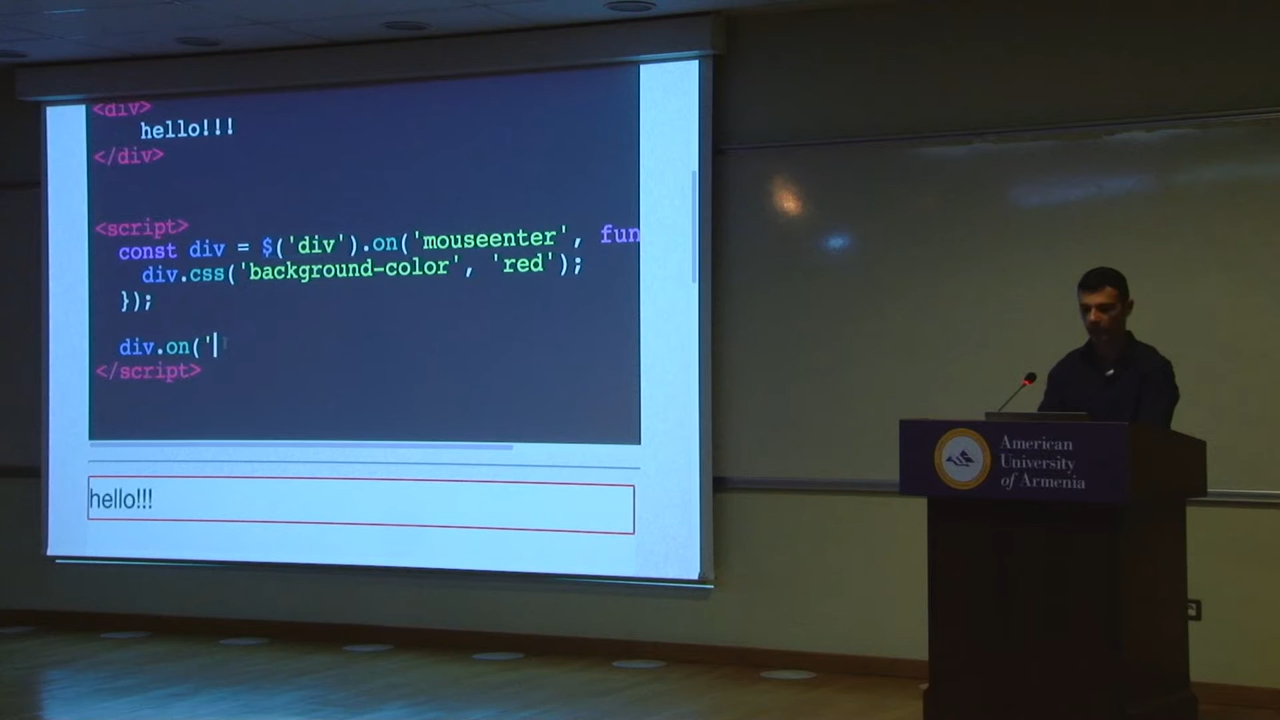 <div>
hello!!!
</div>
<script>
const div = $('div').on('mouseenter', fun
div.css('background-color', 'red');
});
div.on('
</script>
hello!!!
American
University
of Armenia